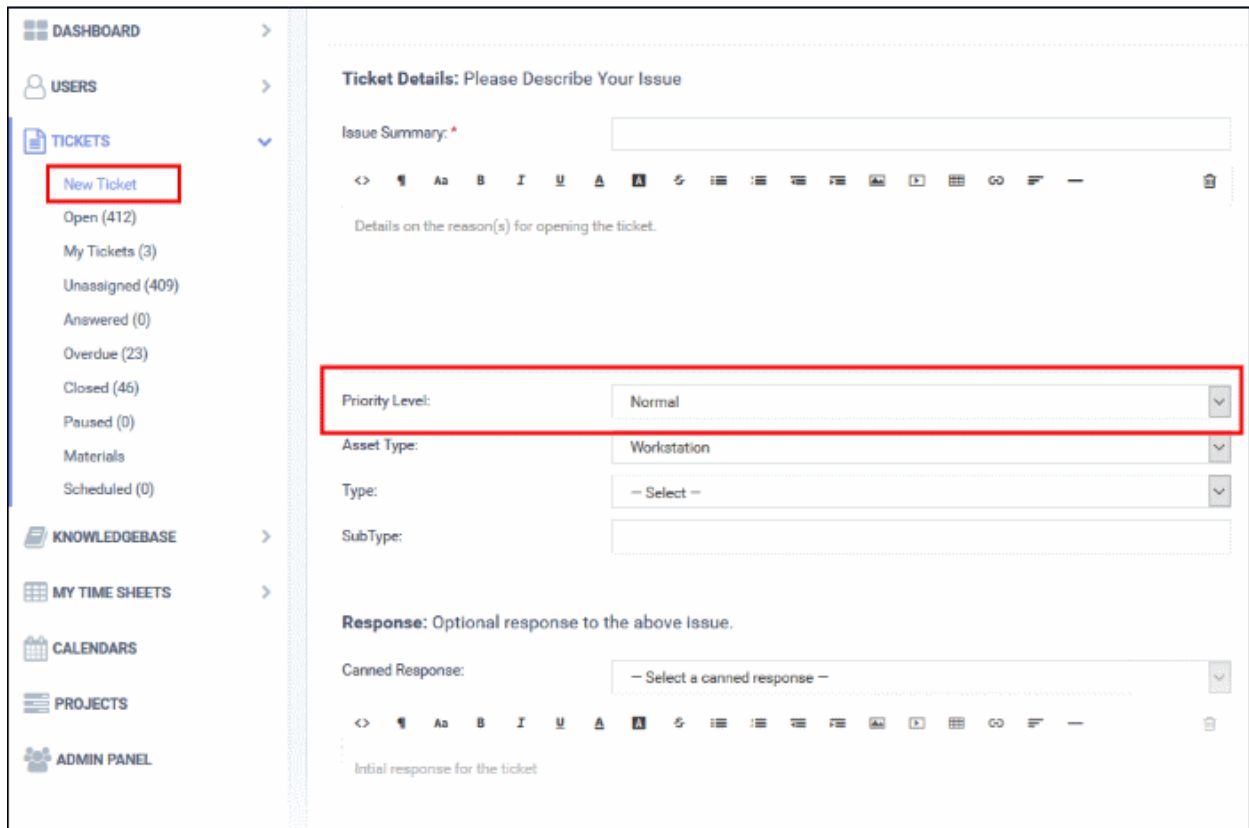 DASHBOARD
USERS
TICKETS
New Ticket
Open (412)
My Tickets (3)
Unassigned (409)
Answered (0)
Overdue (23)
Closed (46)
Paused (0)
Materials
Scheduled (0)
KNOWLEDGEBASE
MY TIME SHEETS
CALENDARS
PROJECTS
ADMIN PANEL
Ticket Details: Please Describe Your Issue
Issue Summary: *
Aa B I U A A S
Details on the reason(s) for opening the ticket.
Priority Level: Normal
Asset Type: Workstation
Type: — Select —
SubType:
Response: Optional response to the above issue.
Canned Response: — Select a canned response —
Aa B I U A A S
Intial response for the ticket